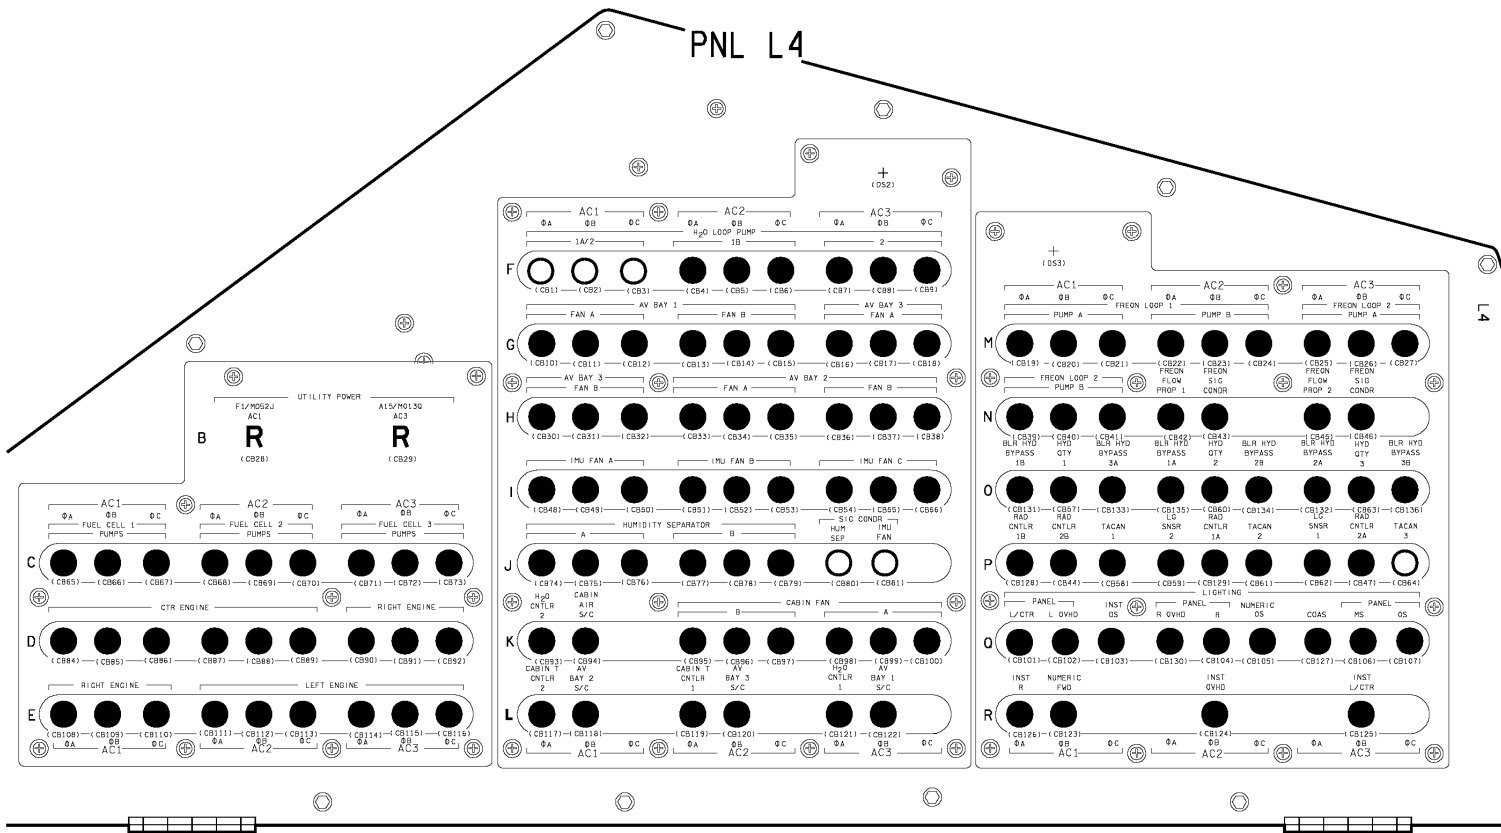 PNL L4
L4
UTILITY POWER
F1/MO52J A15/MO13Q
AC1 AC3
B R R
(CB28) (CB29)
AC1 AC2 AC3
ΦA ΦB ΦC ΦA ΦB ΦC ΦA ΦB ΦC
FUEL CELL 1 FUEL CELL 2 FUEL CELL 3
PUMPS PUMPS PUMPS
C
(CB65) (CB66) (CB67) (CB68) (CB69) (CB70) (CB71) (CB72) (CB73)
CTR ENGINE RIGHT ENGINE
D
(CB84) (CB85) (CB86) (CB87) (CB88) (CB89) (CB90) (CB91) (CB92)
RIGHT ENGINE LEFT ENGINE
E
(CB108) (CB109) (CB110) (CB111) (CB112) (CB113) (CB114) (CB115) (CB116)
ΦA ΦB ΦC ΦA ΦB ΦC ΦA ΦB ΦC
AC1 AC2 AC3
(DS2)
AC1 AC2 AC3
ΦA ΦB ΦC ΦA ΦB ΦC ΦA ΦB ΦC
H2O LOOP PUMP
1A/2 1B 2
F
(CB1) (CB2) (CB3) (CB4) (CB5) (CB6) (CB7) (CB8) (CB9)
AV BAY 1 AV BAY 3
FAN A FAN B FAN A
G
(CB10) (CB11) (CB12) (CB13) (CB14) (CB15) (CB16) (CB17) (CB18)
AV BAY 3 AV BAY 2
FAN B FAN A FAN B
H
(CB30) (CB31) (CB32) (CB33) (CB34) (CB35) (CB36) (CB37) (CB38)
IMU FAN A IMU FAN B IMU FAN C
I
(CB48) (CB49) (CB50) (CB51) (CB52) (CB53) (CB54) (CB55) (CB56)
HUMIDITY SEPARATOR SIG CONDR
A B HUM SEP IMU FAN
J
(CB74) (CB75) (CB76) (CB77) (CB78) (CB79) (CB80) (CB81)
H2O CNTLR 2 CABIN AIR S/C CABIN FAN
B A
K
(CB93) (CB94) (CB95) (CB96) (CB97) (CB98) (CB99) (CB100)
CABIN T CNTLR 2 AV BAY 2 S/C CABIN T CNTLR 1 AV BAY 3 S/C H2O CNTLR 1 AV BAY 1 S/C
L
(CB117) (CB118) (CB119) (CB120) (CB121) (CB122)
ΦA ΦB ΦC ΦA ΦB ΦC ΦA ΦB ΦC
AC1 AC2 AC3
(DS3)
AC1 AC2 AC3
ΦA ΦB ΦC ΦA ΦB ΦC ΦA ΦB ΦC
FREON LOOP 1 FREON LOOP 2
PUMP A PUMP B PUMP A
M
(CB19) (CB20) (CB21) (CB22) (CB23) (CB24) (CB25) (CB26) (CB27)
FREON LOOP 2 PUMP B FREON FLOW PROP 1 FREON SIG CONDR FREON FLOW PROP 2 FREON SIG CONDR
N
(CB39) (CB40) (CB41) (CB42) (CB43) (CB45) (CB46)
BLR HYD BYPASS 1B HYD QTY 1 BLR HYD BYPASS 3A BLR HYD BYPASS 1A HYD QTY 2 BLR HYD BYPASS 2B BLR HYD BYPASS 2A HYD QTY 3 BLR HYD BYPASS 3B
O
(CB131) (CB57) (CB133) (CB135) (CB60) (CB134) (CB132) (CB63) (CB136)
RAD CNTLR 1B RAD CNTLR 2B TACAN 1 LG SNSR 2 RAD CNTLR 1A TACAN 2 LG SNSR 1 RAD CNTLR 2A TACAN 3
P
(CB128) (CB44) (CB58) (CB59) (CB129) (CB61) (CB62) (CB47) (CB64)
LIGHTING
PANEL INST OS PANEL NUMERIC OS PANEL
L/CTR L OVHD R OVHD R COAS MS OS
Q
(CB101) (CB102) (CB103) (CB130) (CB104) (CB105) (CB127) (CB106) (CB107)
INST R NUMERIC FWD INST OVHD INST L/CTR
R
(CB126) (CB123) (CB124) (CB125)
ΦA ΦB ΦC ΦA ΦB ΦC ΦA ΦB ΦC
AC1 AC2 AC3